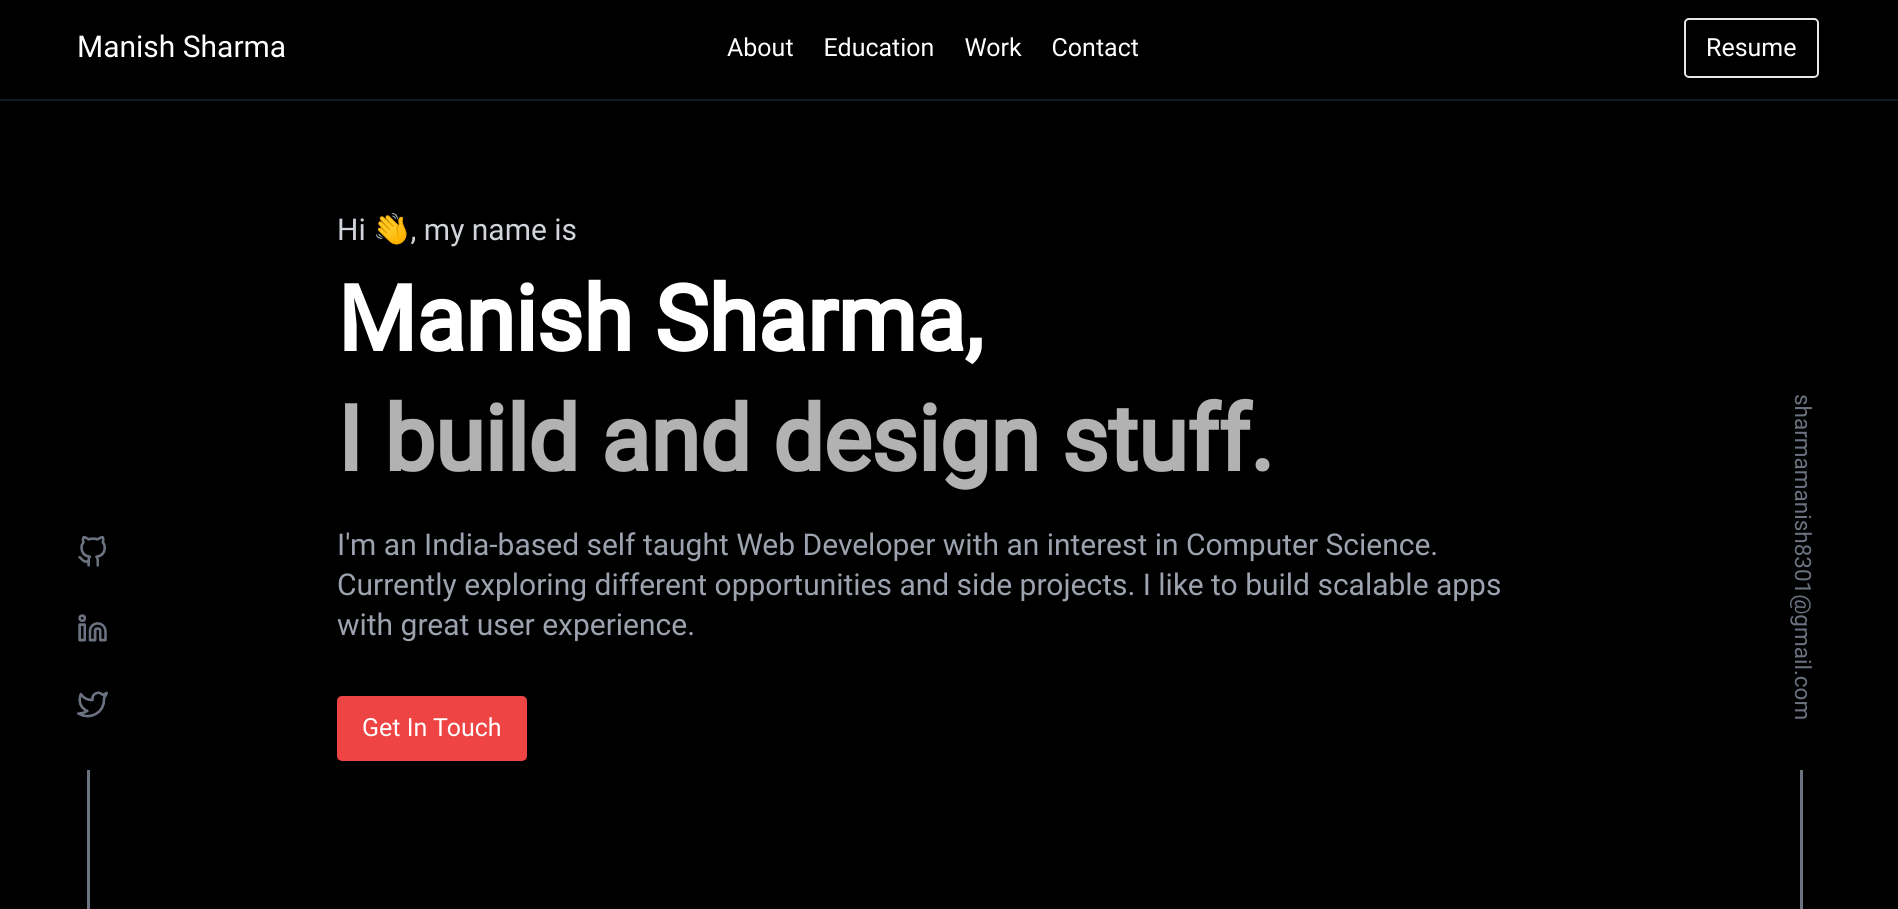 Manish Sharma
About Education Work Contact
Resume
Hi 👋, my name is
Manish Sharma,
I build and design stuff.
I'm an India-based self taught Web Developer with an interest in Computer Science.
Currently exploring different opportunities and side projects. I like to build scalable apps
with great user experience.
Get In Touch
sharmamanish8301@gmail.com